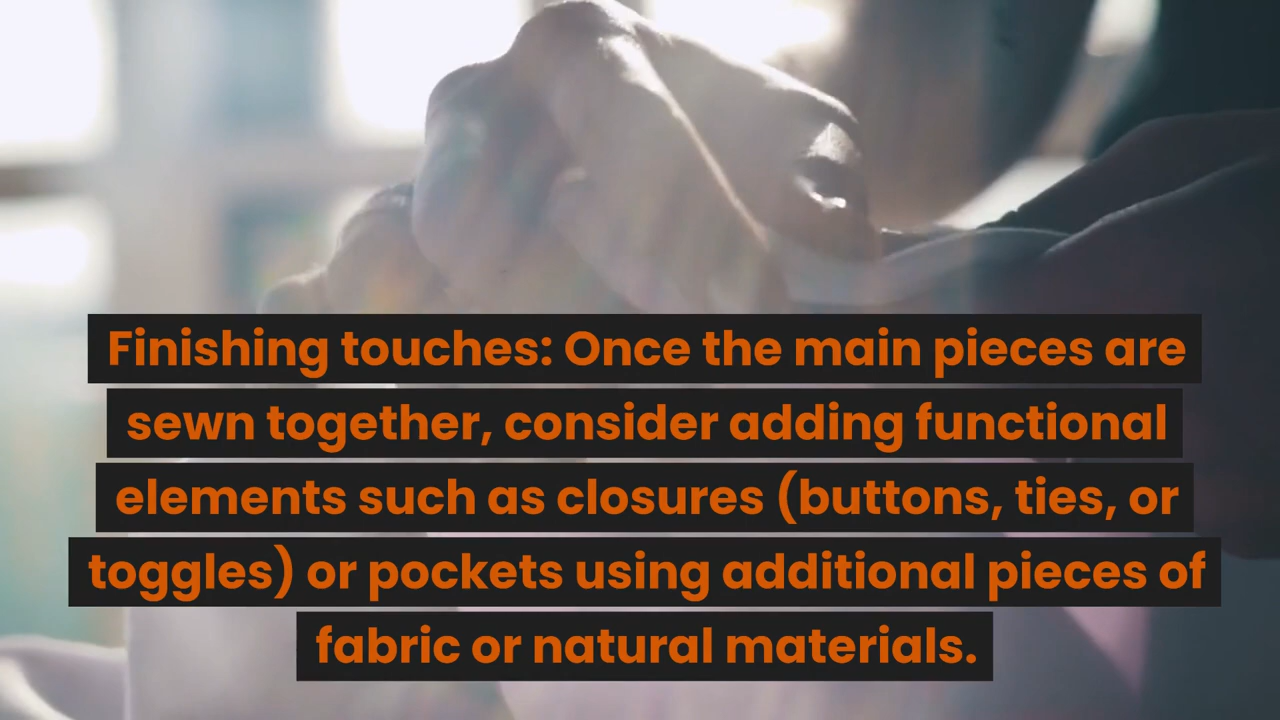 Finishing touches: Once the main pieces are
sewn together, consider adding functional
elements such as closures (buttons, ties, or
toggles) or pockets using additional pieces of
fabric or natural materials.